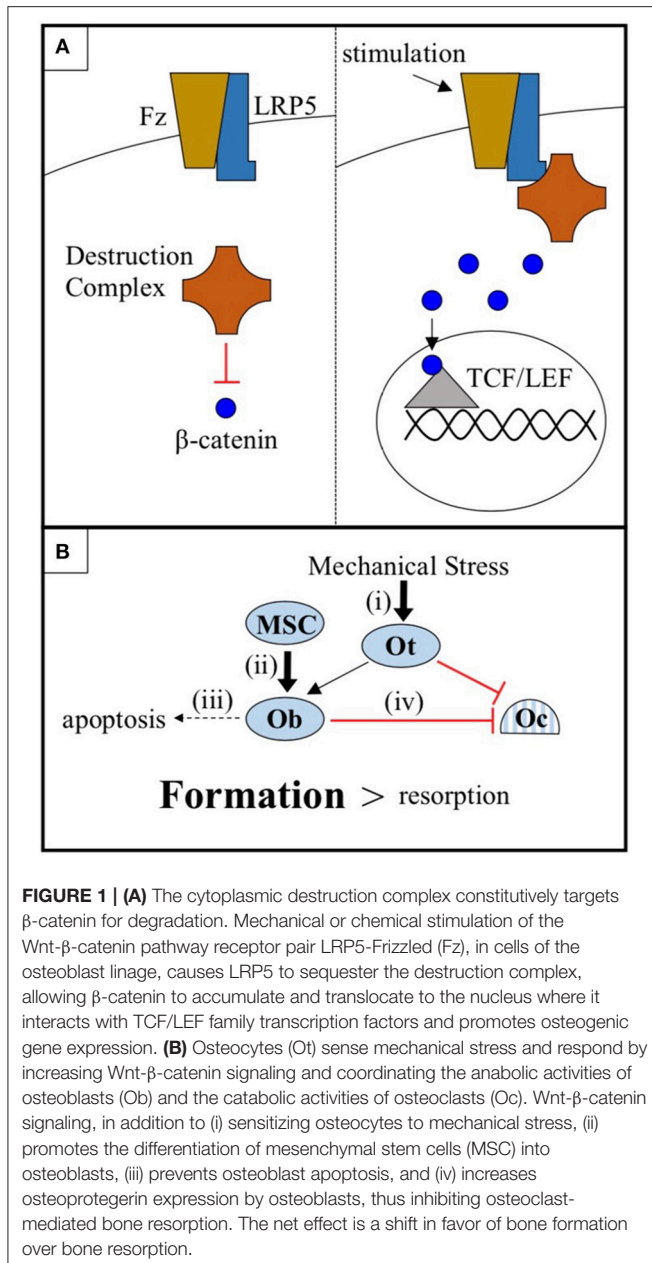 A
stimulation
Fz
LRP5
Destruction
Complex
β-catenin
TCF/LEF
B
Mechanical Stress
(i)
MSC
Ot
(ii)
(iii)
(iv)
apoptosis
Ob
Oc
Formation > resorption
FIGURE 1 | (A) The cytoplasmic destruction complex constitutively targets
β-catenin for degradation. Mechanical or chemical stimulation of the
Wnt-β-catenin pathway receptor pair LRP5-Frizzled (Fz), in cells of the
osteoblast linage, causes LRP5 to sequester the destruction complex,
allowing β-catenin to accumulate and translocate to the nucleus where it
interacts with TCF/LEF family transcription factors and promotes osteogenic
gene expression. (B) Osteocytes (Ot) sense mechanical stress and respond by
increasing Wnt-β-catenin signaling and coordinating the anabolic activities of
osteoblasts (Ob) and the catabolic activities of osteoclasts (Oc). Wnt-β-catenin
signaling, in addition to (i) sensitizing osteocytes to mechanical stress, (ii)
promotes the differentiation of mesenchymal stem cells (MSC) into
osteoblasts, (iii) prevents osteoblast apoptosis, and (iv) increases
osteoprotegerin expression by osteoblasts, thus inhibiting osteoclast-
mediated bone resorption. The net effect is a shift in favor of bone formation
over bone resorption.